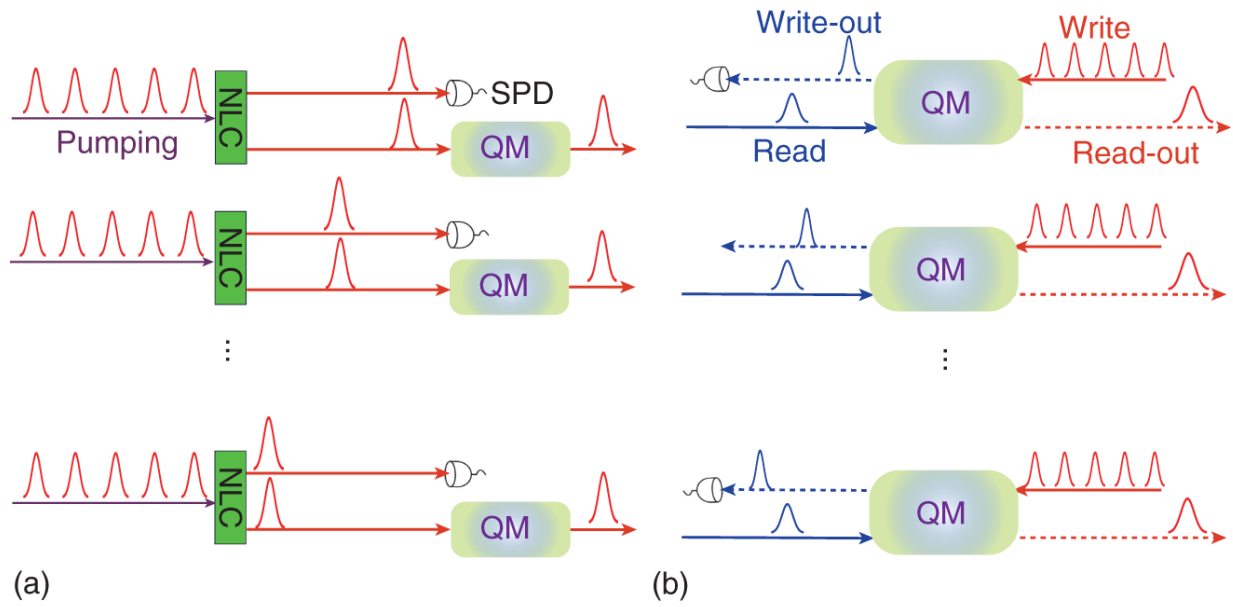 Pumping
NLC
SPD
QM
NLC
QM
⋮
NLC
QM
(a)
Write-out
Write
QM
Read
Read-out
QM
⋮
QM
(b)